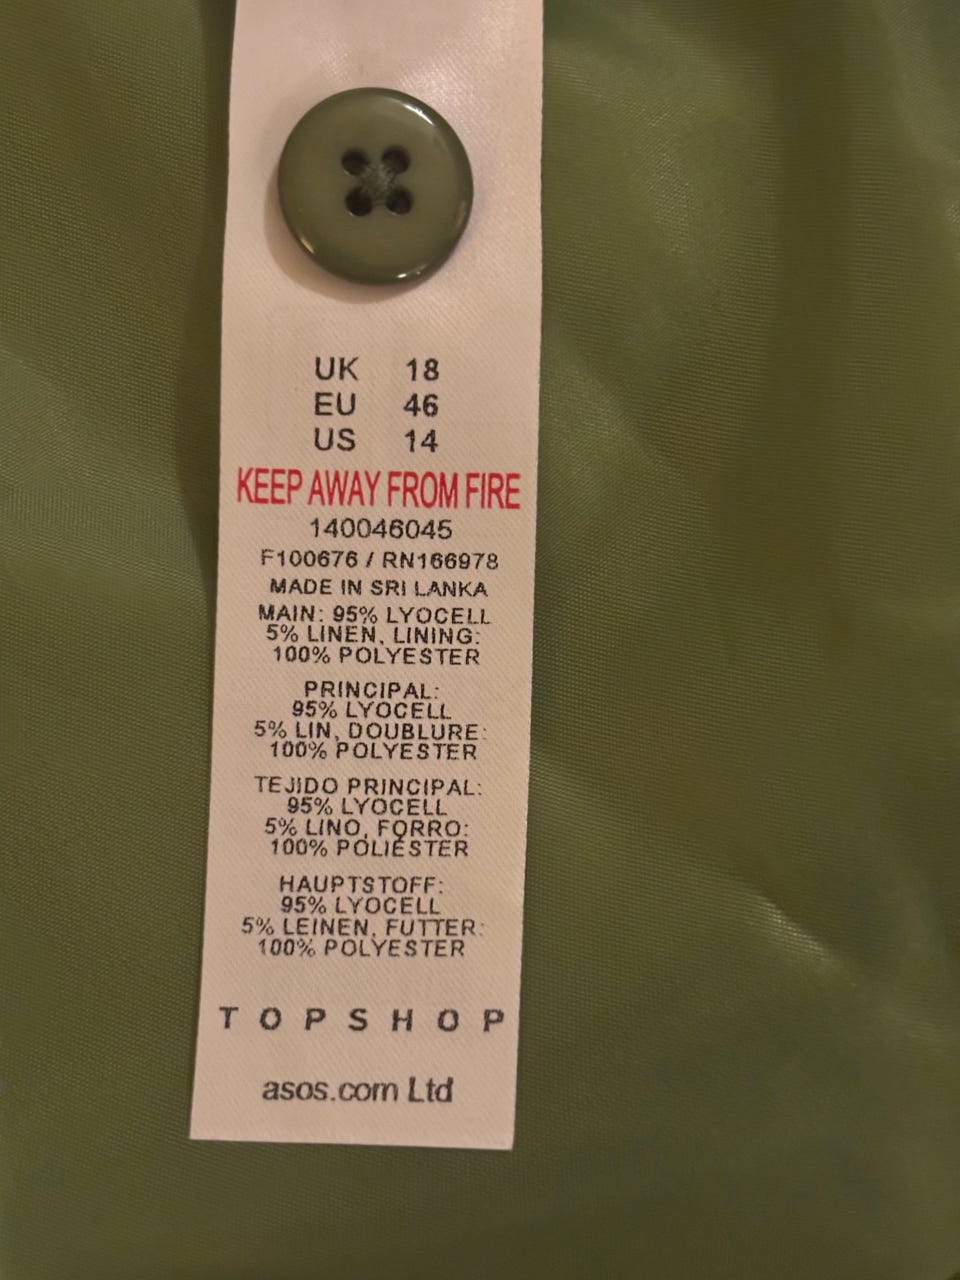 UK 18
EU 46
US 14
KEEP AWAY FROM FIRE
140046045
F100676 / RN166978
MADE IN SRI LANKA
MAIN: 95% LYOCELL
5% LINEN, LINING:
100% POLYESTER
PRINCIPAL:
95% LYOCELL
5% LIN, DOUBLURE:
100% POLYESTER
TEJIDO PRINCIPAL:
95% LYOCELL
5% LINO, FORRO:
100% POLIÉSTER
HAUPTSTOFF:
95% LYOCELL
5% LEINEN, FUTTER:
100% POLYESTER
TOPSHOP
asos.com Ltd